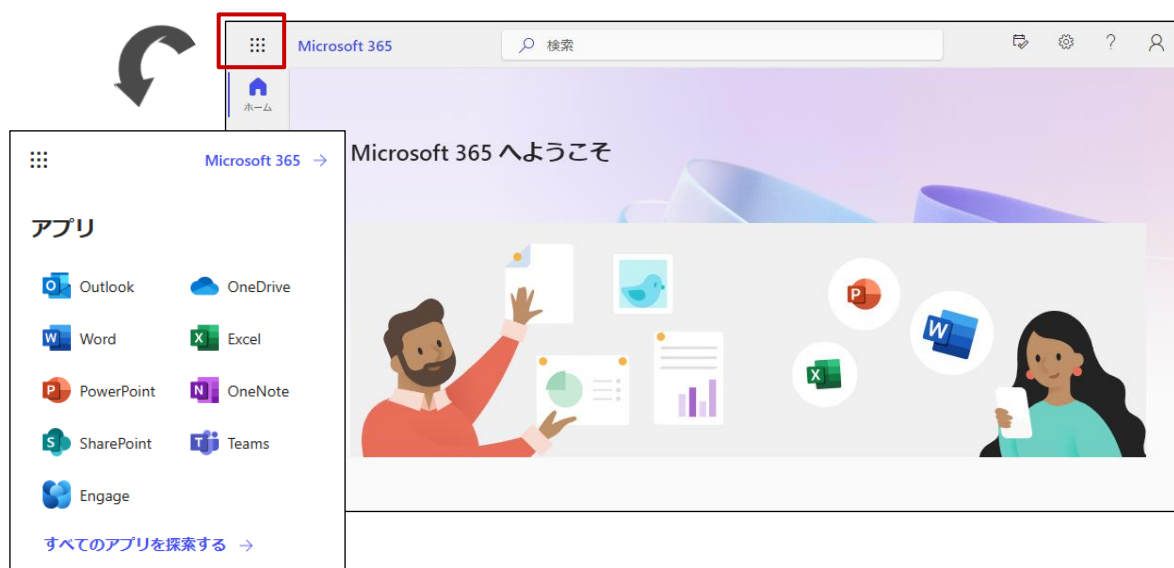 Microsoft 365
検索
ホーム
Microsoft 365 へようこそ
Microsoft 365 →
アプリ
Outlook
OneDrive
Word
Excel
PowerPoint
OneNote
SharePoint
Teams
Engage
すべてのアプリを探索する →